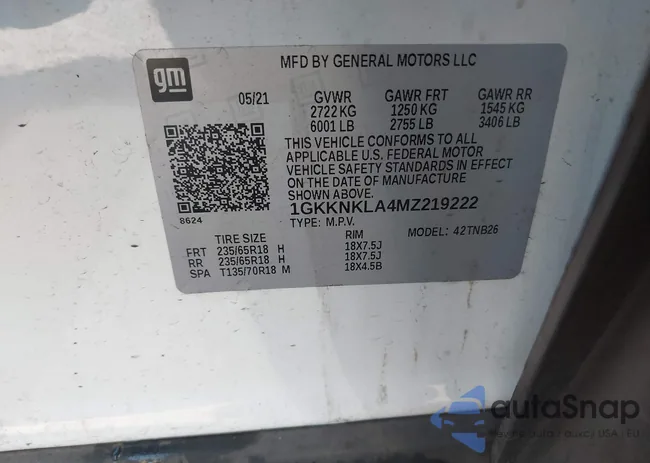 gm
MFD BY GENERAL MOTORS LLC
05/21 GVWR GAWR FRT GAWR RR
2722 KG 1250 KG 1545 KG
6001 LB 2755 LB 3406 LB
THIS VEHICLE CONFORMS TO ALL
APPLICABLE U.S. FEDERAL MOTOR
VEHICLE SAFETY STANDARDS IN EFFECT
ON THE DATE OF MANUFACTURE
SHOWN ABOVE.
8624
1GKKNKLA4MZ219222
TYPE: M.P.V. MODEL: 42TNB26
TIRE SIZE RIM
FRT 235/65R18 H 18X7.5J
RR 235/65R18 H 18X7.5J
SPA T135/70R18 M 18X4.5B
autoSnap